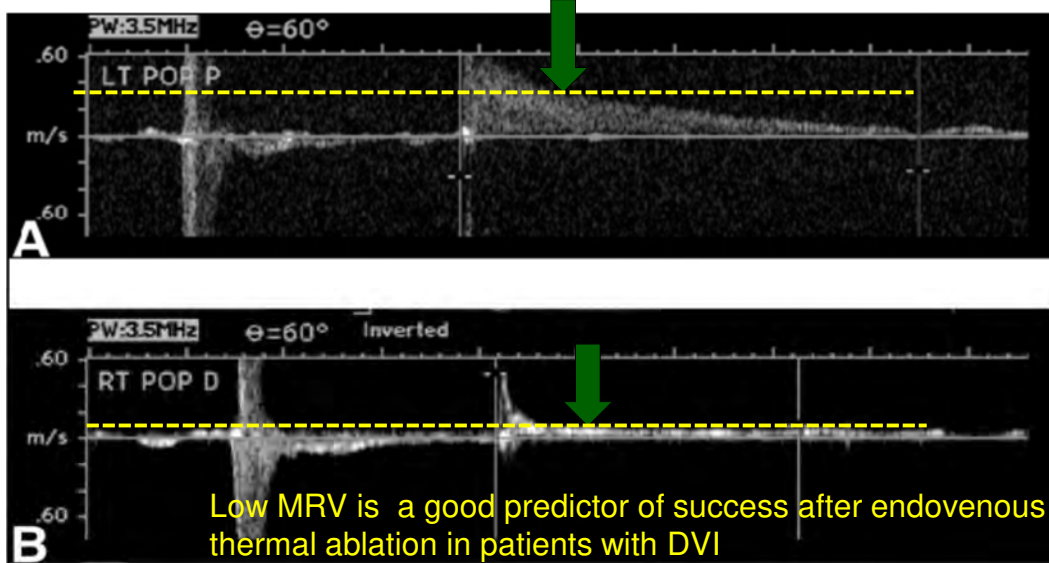 PW:3.5MHz ɵ=60°
.60
LT POP P
m/s
.60
A
PW:3.5MHz ɵ=60° Inverted
.60
RT POP D
m/s
.60
Low MRV is a good predictor of success after endovenous
thermal ablation in patients with DVI
B